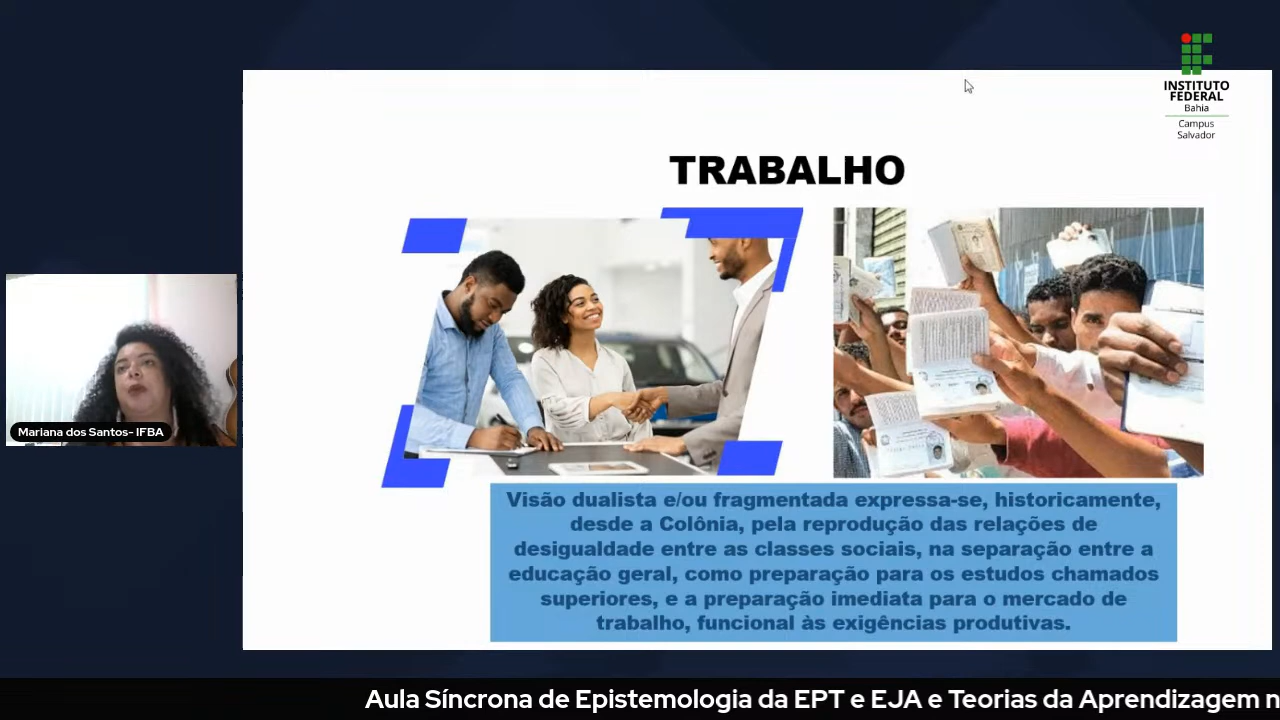 INSTITUTO
FEDERAL
Bahia
Campus
Salvador
TRABALHO
Visão dualista e/ou fragmentada expressa-se, historicamente,
desde a Colônia, pela reprodução das relações de
desigualdade entre as classes sociais, na separação entre a
educação geral, como preparação para os estudos chamados
superiores, e a preparação imediata para o mercado de
trabalho, funcional às exigências produtivas.
Mariana dos Santos- IFBA
Aula Síncrona de Epistemologia da EPT e EJA e Teorias da Aprendizagem n